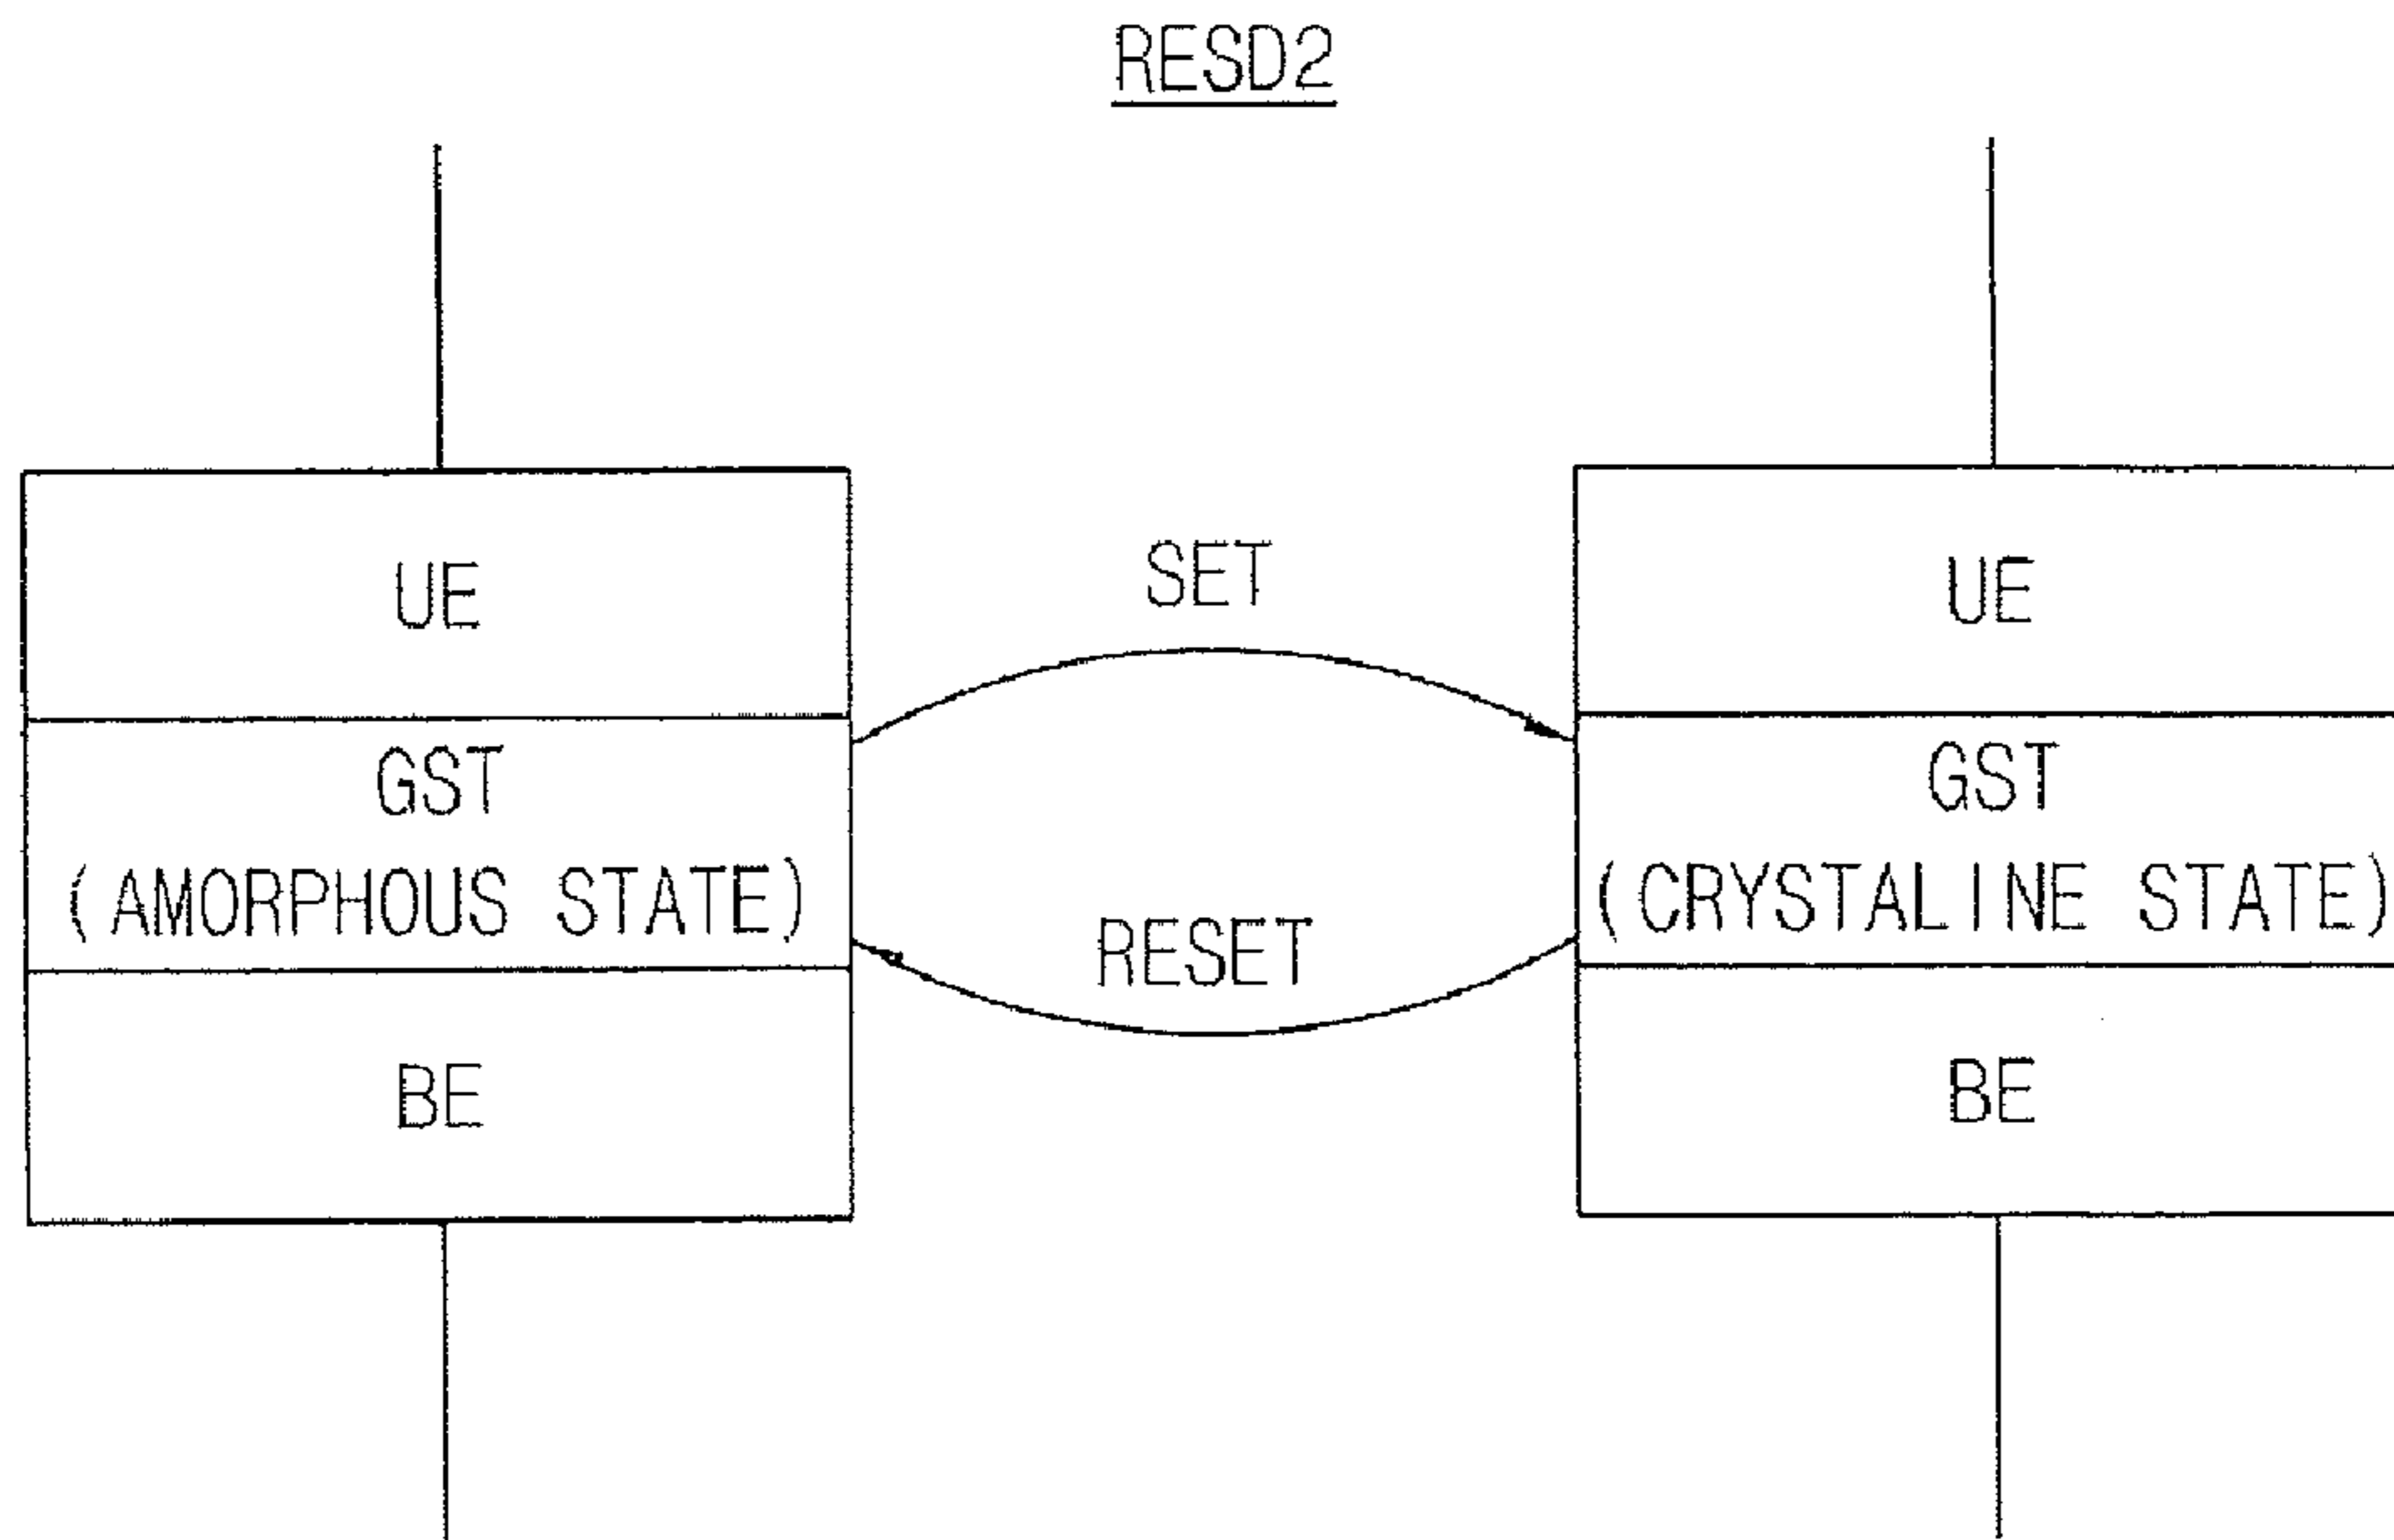 RESD2
UE
SET
UE
GST
(AMORPHOUS STATE)
GST
(CRYSTALINE STATE)
RESET
BE
BE